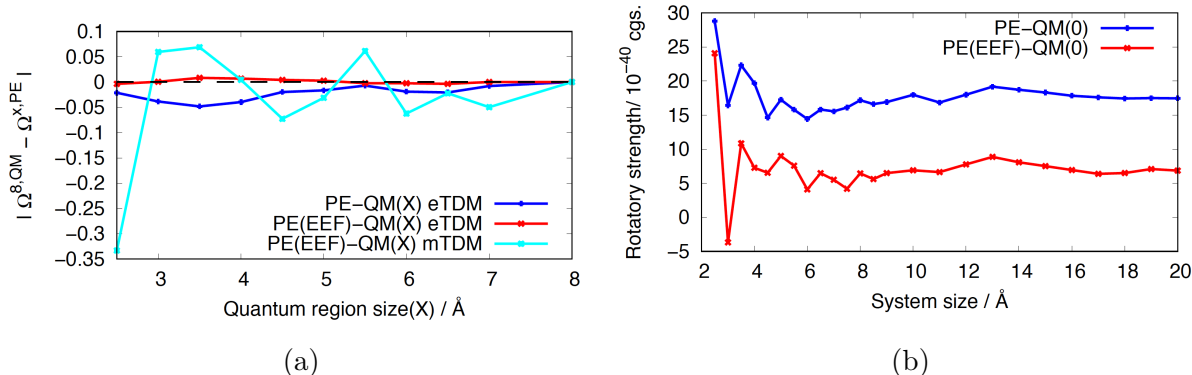 0.1
0.05
0
−0.05
−0.1
−0.15
−0.2
−0.25
−0.3
−0.35
| Ω^8,QM − Ω^x,PE |
PE−QM(X) eTDM
PE(EEF)−QM(X) eTDM
PE(EEF)−QM(X) mTDM
3 4 5 6 7 8
Quantum region size(X) / Å
(a)
30
25
20
15
10
5
0
−5
Rotatory strength/ 10^−40 cgs.
PE−QM(0)
PE(EEF)−QM(0)
2 4 6 8 10 12 14 16 18 20
System size / Å
(b)